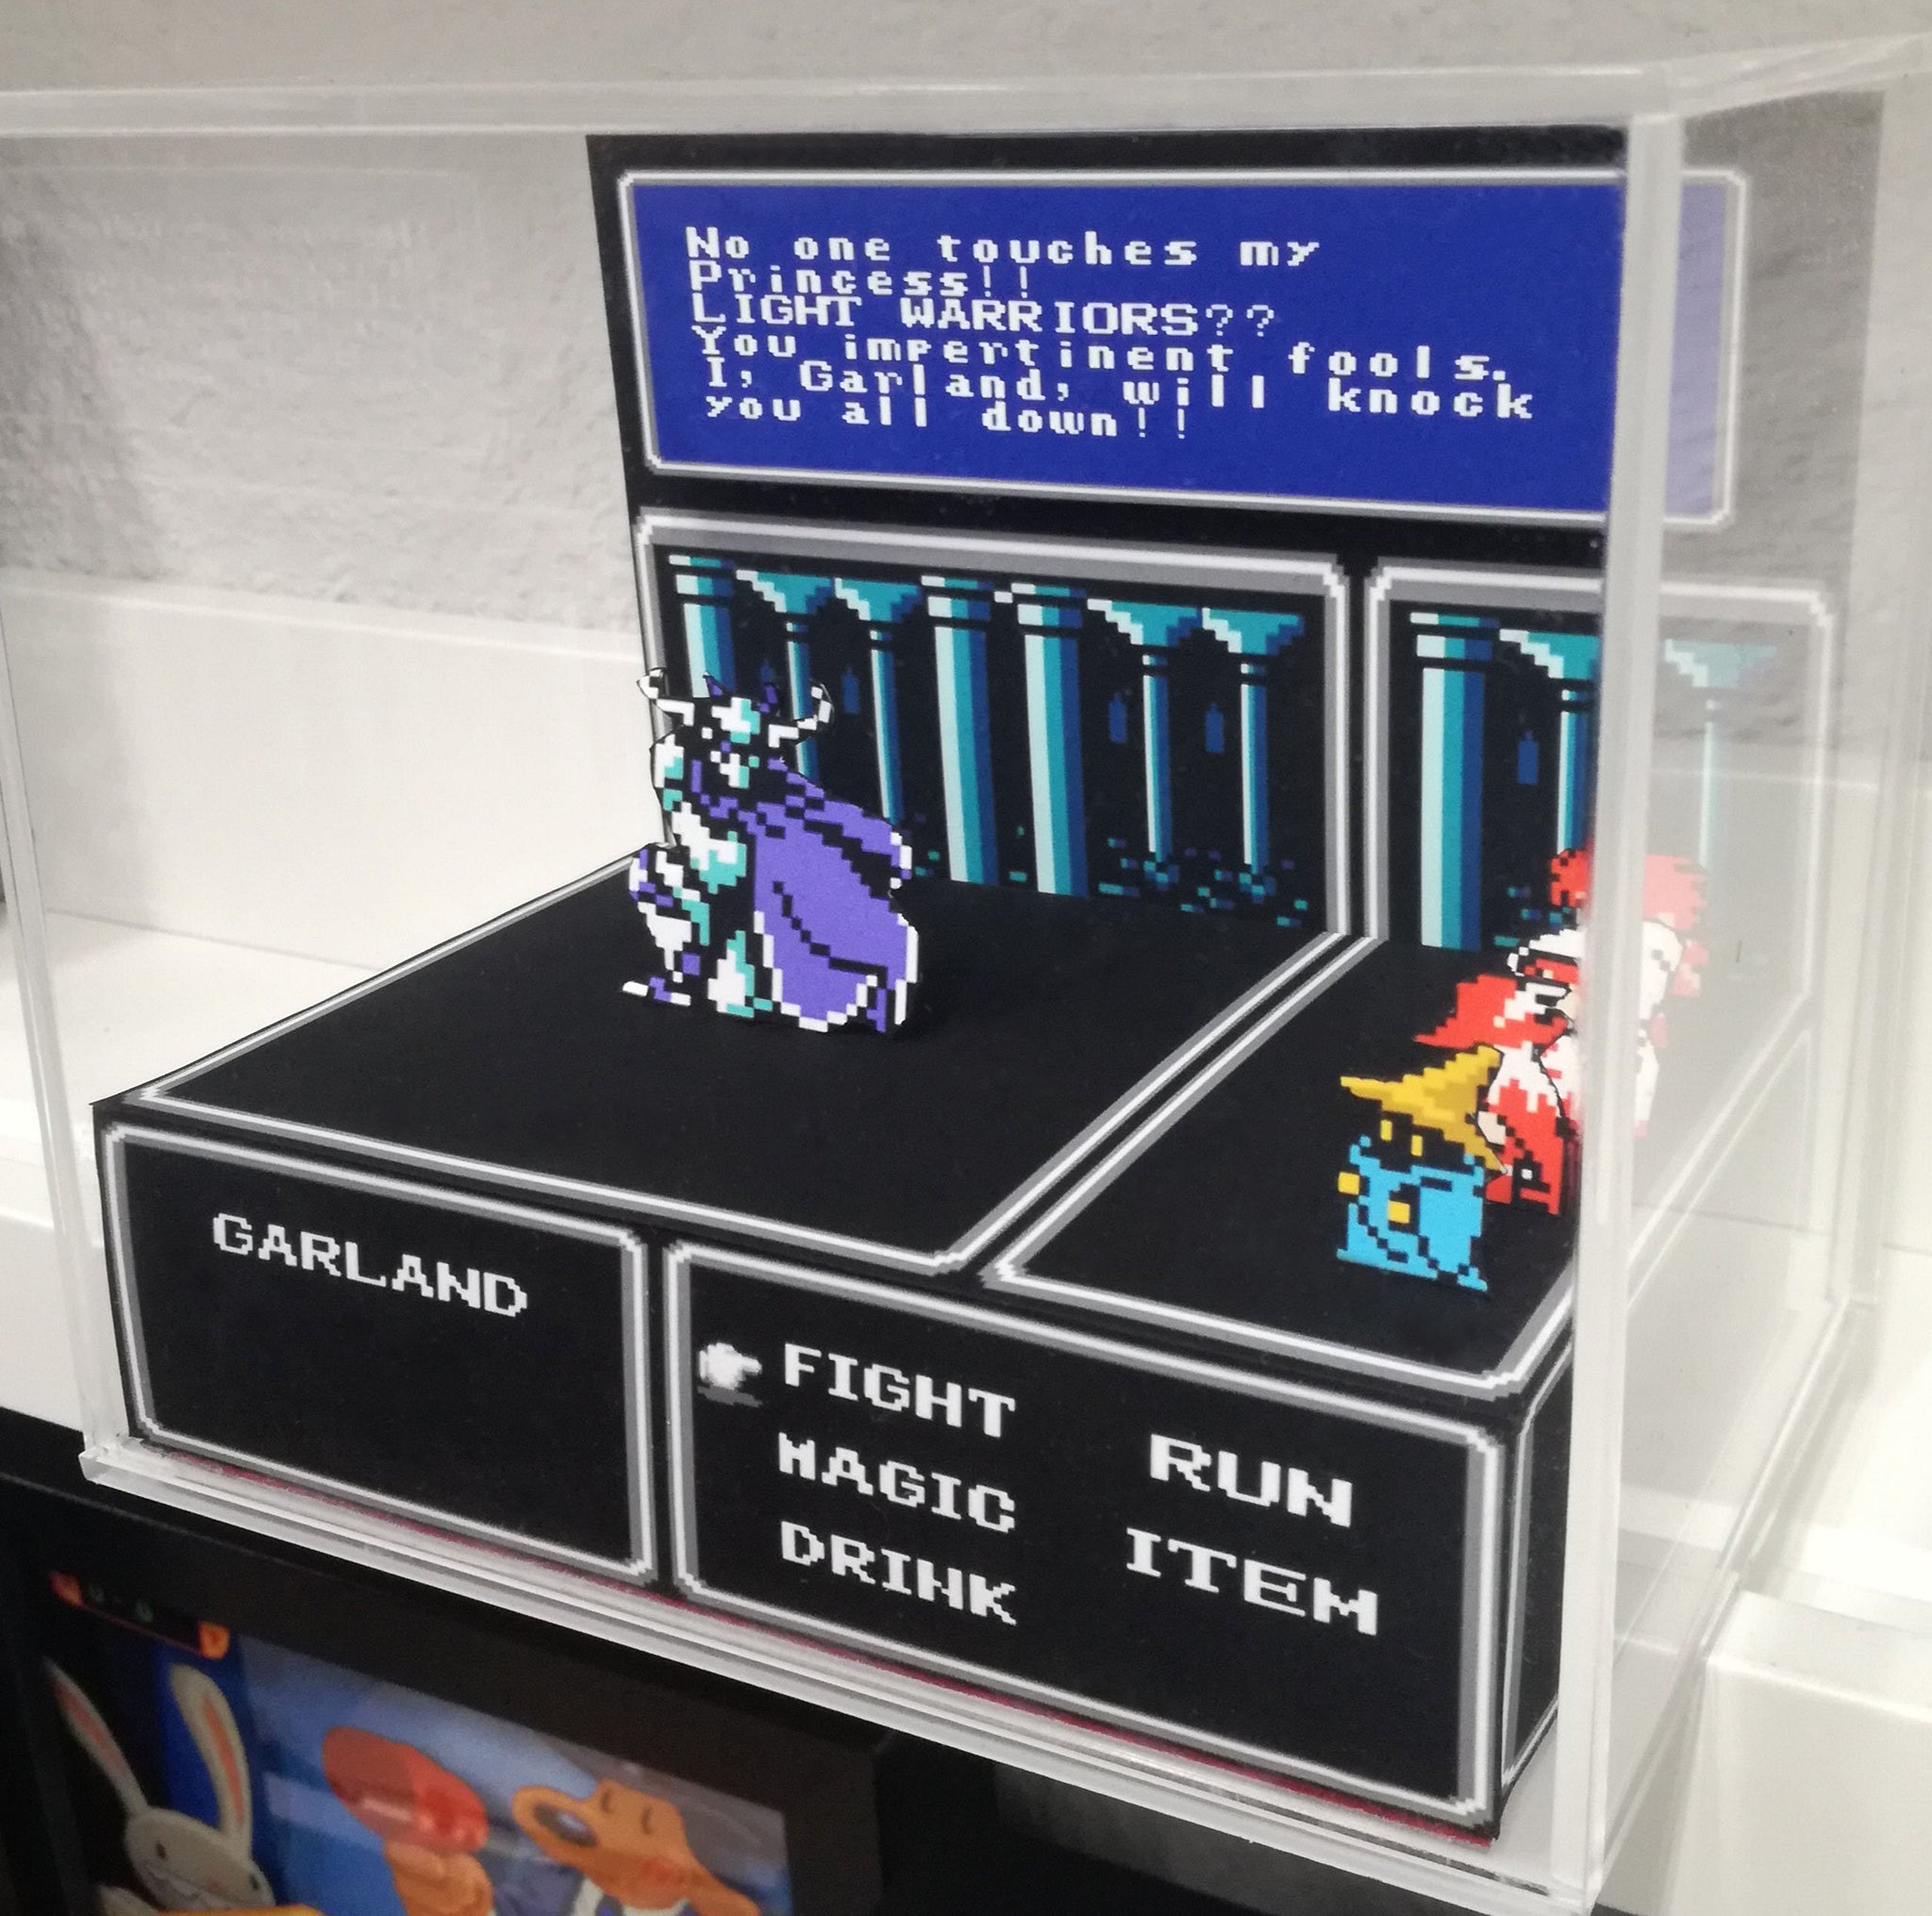 No one touches my
Princess!!
LIGHT WARRIORS??
You impertinent fools.
I, Garland, will knock
you all down!!
GARLAND
FIGHT
RUN
MAGIC
ITEM
DRINK